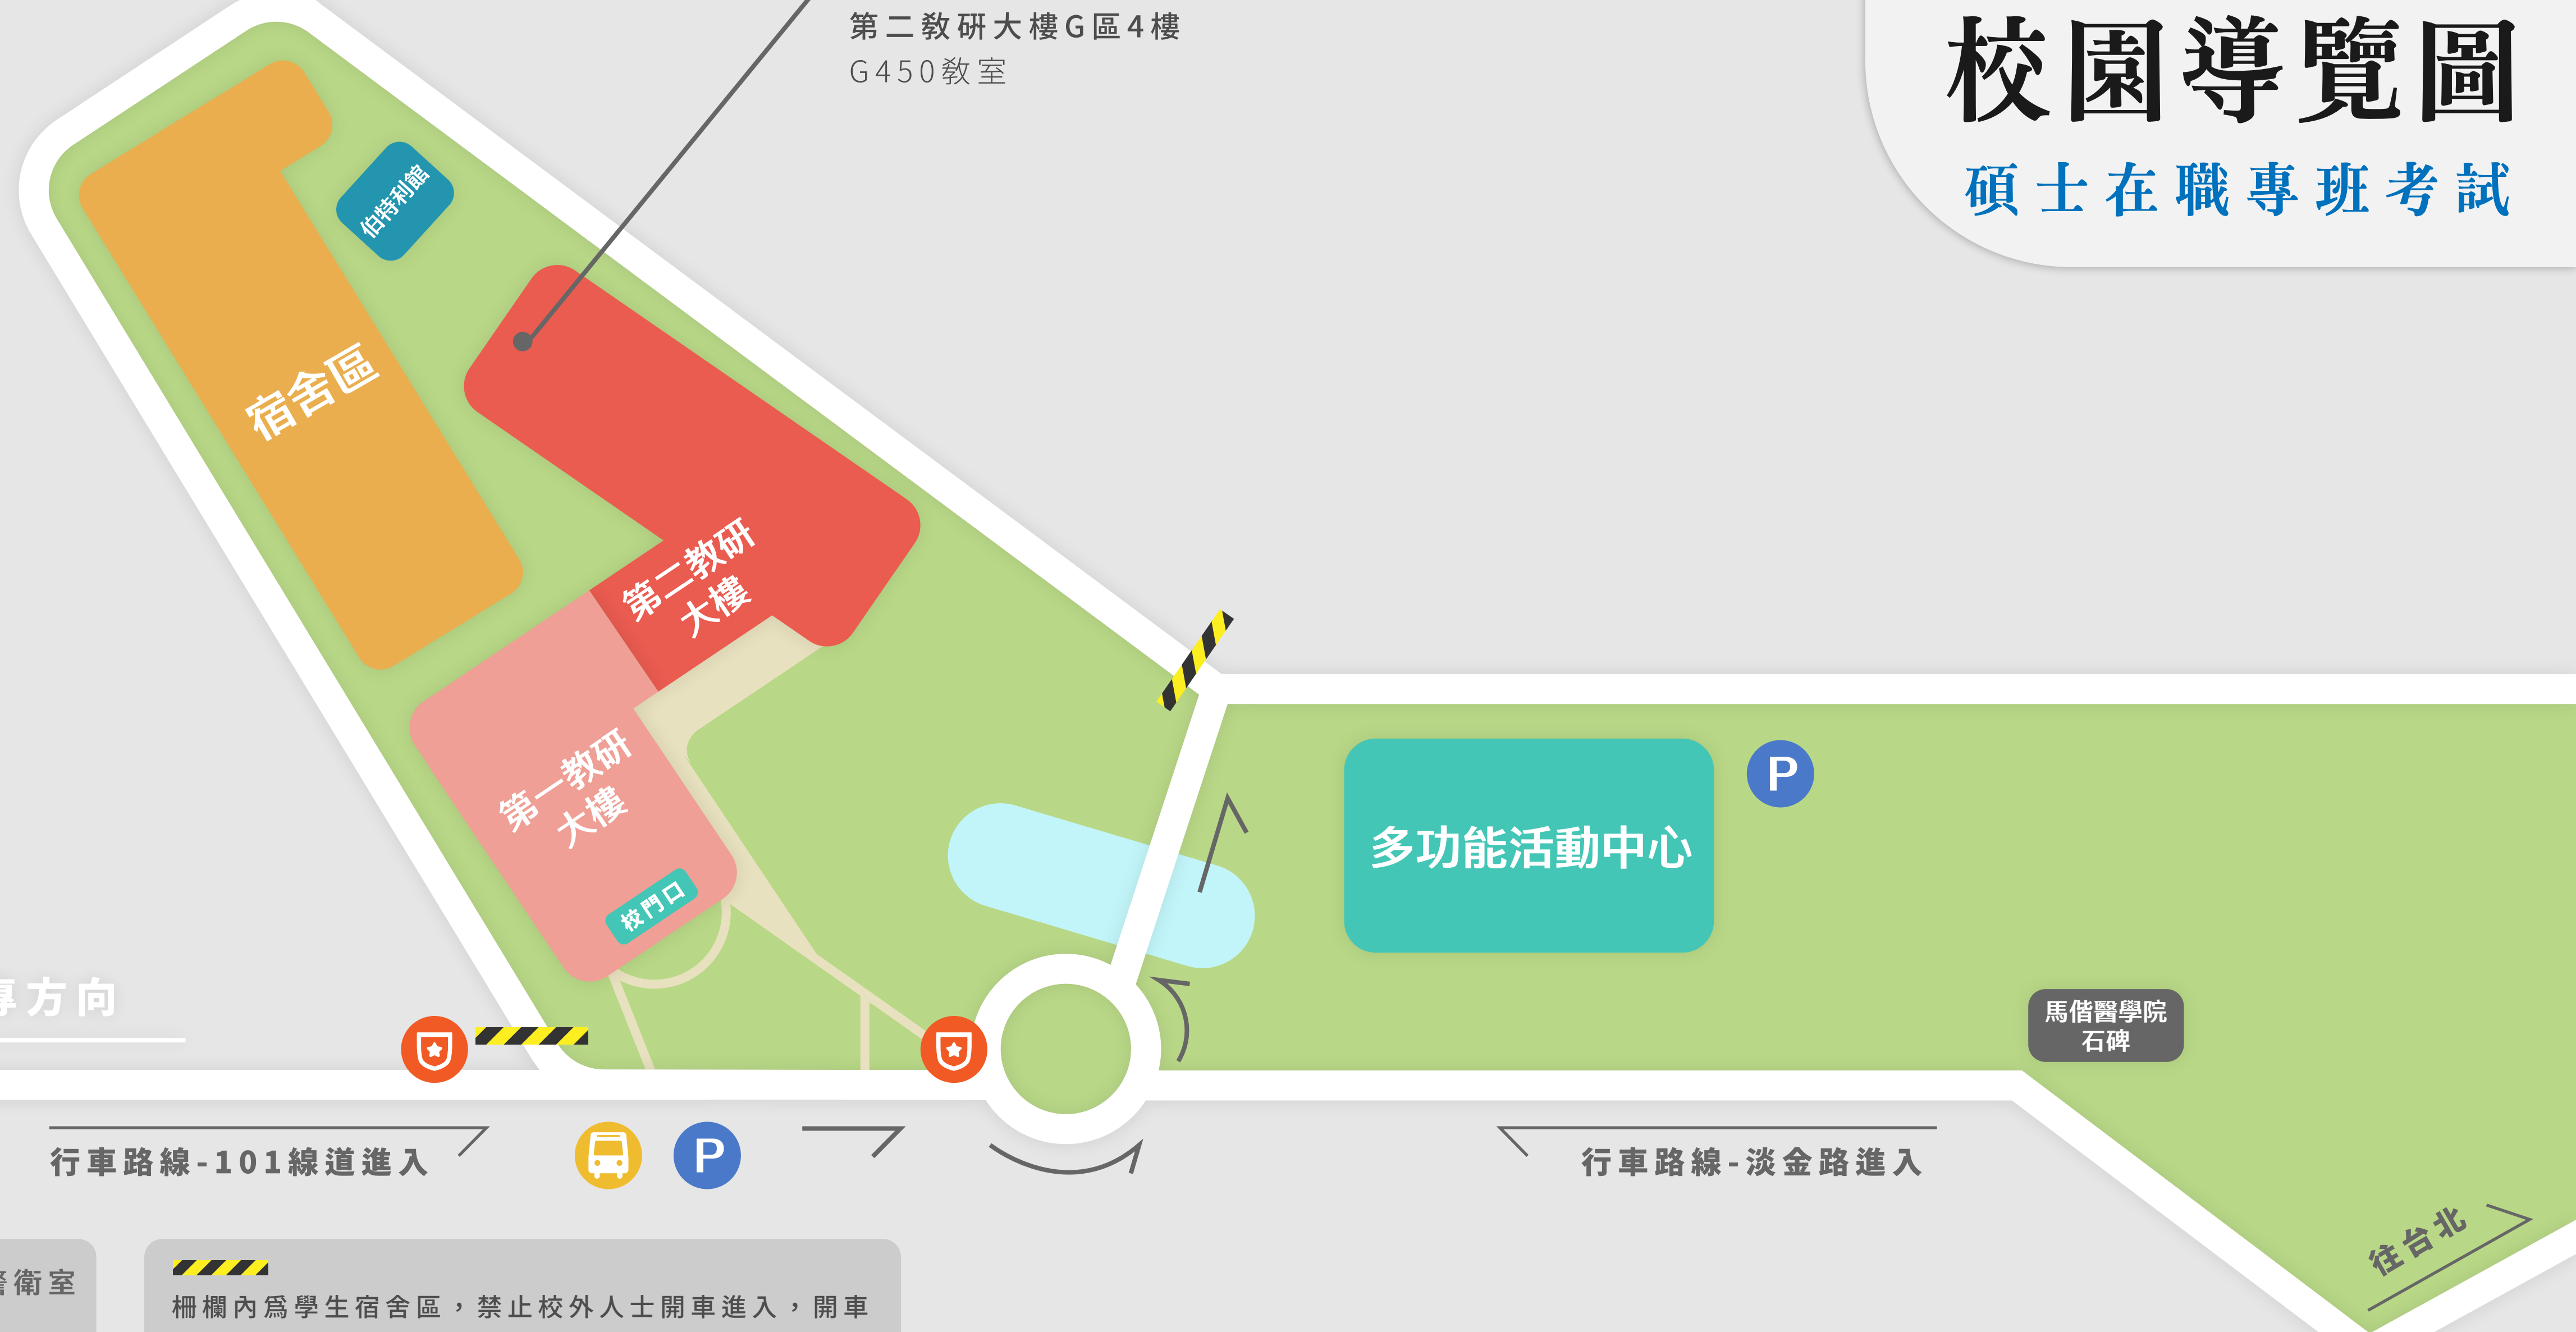 第二教研大樓G區4樓
G450教室
校園導覽圖
碩士在職專班考試
伯特利館
宿舍區
第二教研
大樓
第一教研
大樓
校門口
多功能活動中心
P
馬偕醫學院
石碑
方向
行車路線-101線道進入
P
行車路線-淡金路進入
往台北
衛室
柵欄內為學生宿舍區，禁止校外人士開車進入，開車